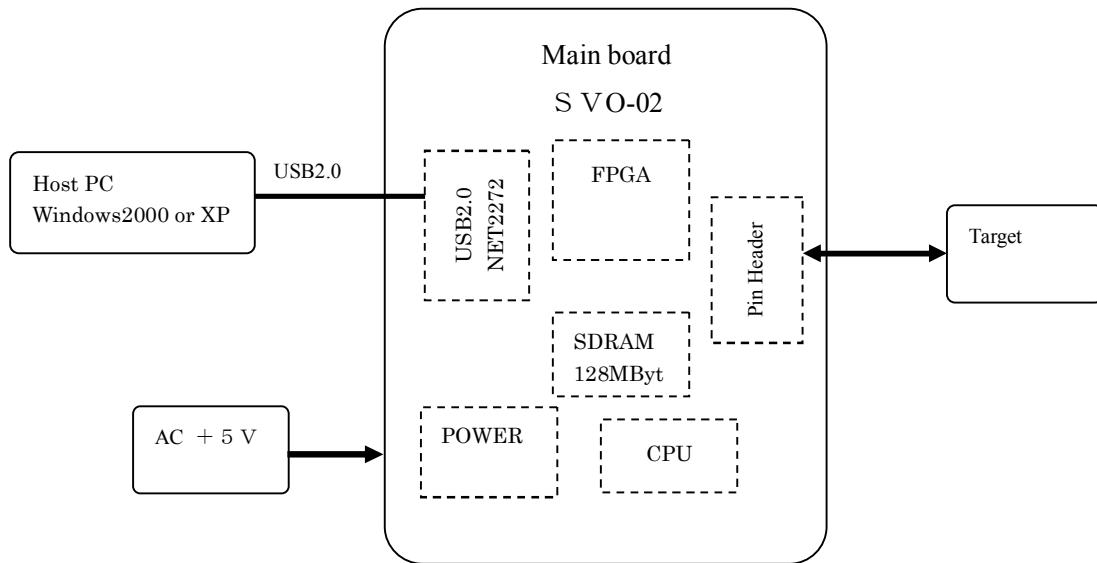 Main board
Ｓ VO-02
USB2.0
Host PC
Windows2000 or XP
USB2.0
NET2272
FPGA
Pin Header
Target
SDRAM
128MByt
AC ＋５Ｖ
POWER
CPU